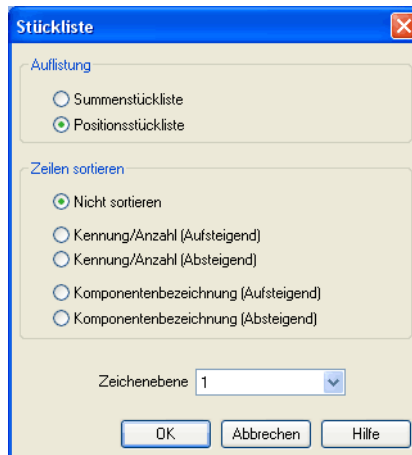 Stückliste
Auflistung
Summenstückliste
Positionsstückliste
Zeilen sortieren
Nicht sortieren
Kennung/Anzahl (Aufsteigend)
Kennung/Anzahl (Absteigend)
Komponentenbezeichnung (Aufsteigend)
Komponentenbezeichnung (Absteigend)
Zeichenebene 1
OK Abbrechen Hilfe